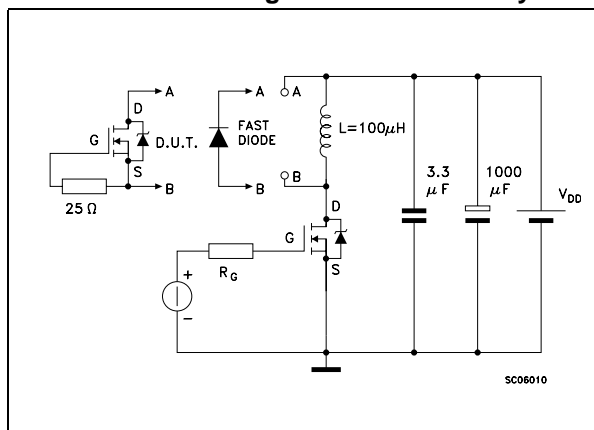 A
D
G
D.U.T.
S
B
25 Ω
A
FAST
DIODE
B
A
L=100μH
B
D
G
S
RG
+
-
3.3
μF
1000
μF
VDD
SC06010